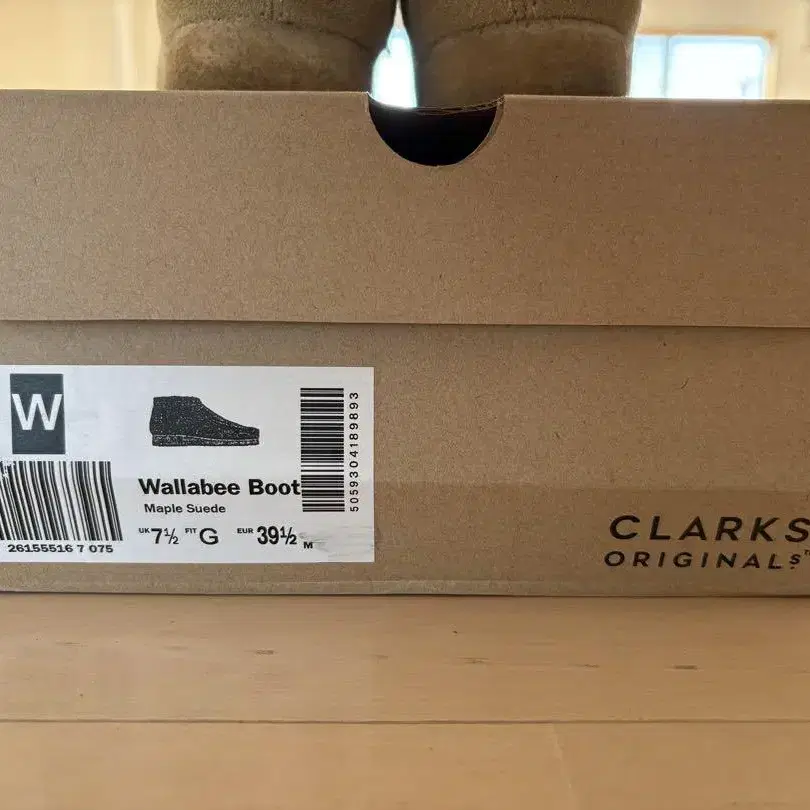 W
5059304189893
Wallabee Boot
Maple Suede
UK 7½ FIT G EUR 39½ M
26155516 7 075
CLARKS
ORIGINALS